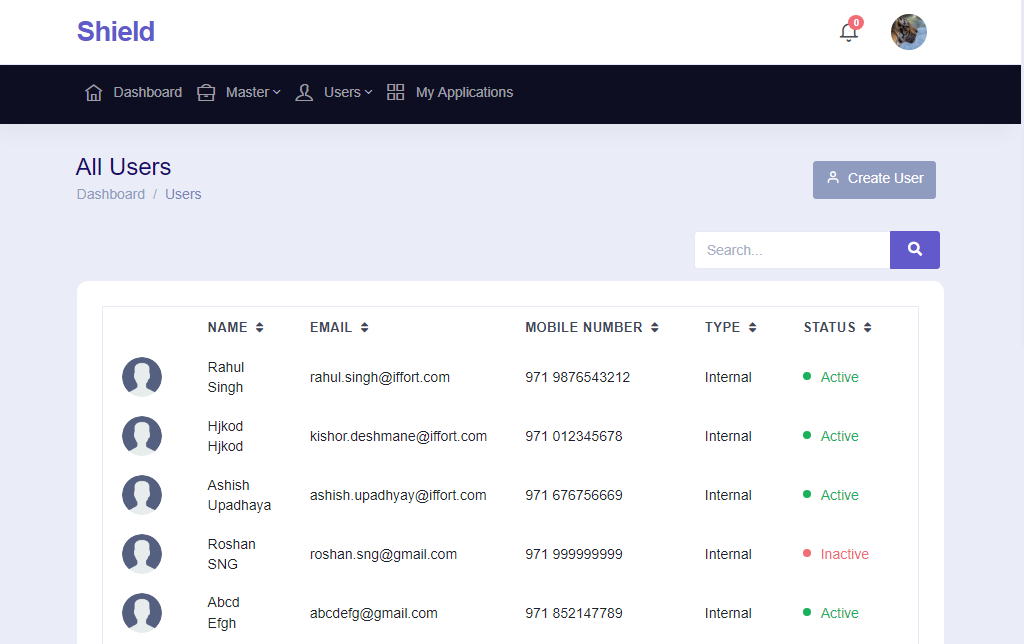 Shield
0
Dashboard Master Users My Applications
All Users
Dashboard / Users
Create User
Search...
NAME EMAIL MOBILE NUMBER TYPE STATUS
Rahul
Singh
rahul.singh@iffort.com 971 9876543212 Internal Active
Hjkod
Hjkod
kishor.deshmane@iffort.com 971 012345678 Internal Active
Ashish
Upadhaya
ashish.upadhyay@iffort.com 971 676756669 Internal Active
Roshan
SNG
roshan.sng@gmail.com 971 999999999 Internal Inactive
Abcd
Efgh
abcdefg@gmail.com 971 852147789 Internal Active